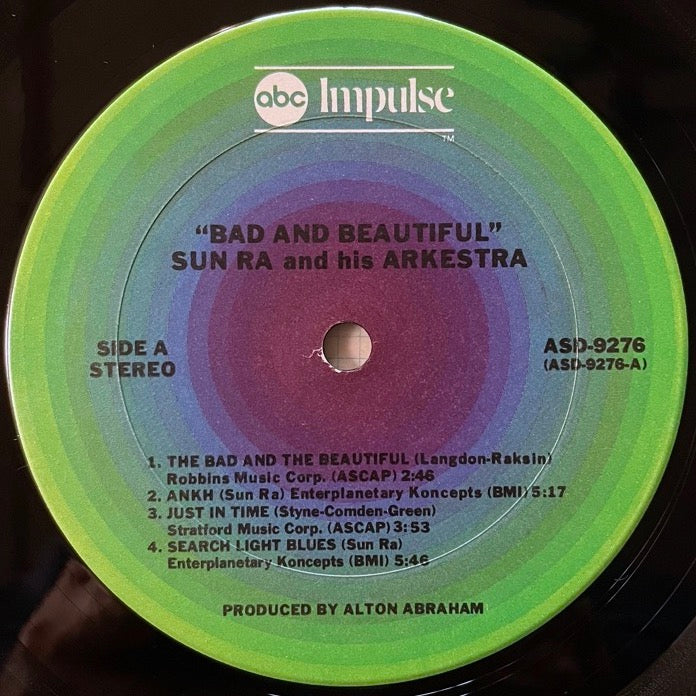 abc Impulse
TM
"BAD AND BEAUTIFUL"
SUN RA and his ARKESTRA
SIDE A
STEREO
ASD-9276
(ASD-9276-A)
1. THE BAD AND THE BEAUTIFUL (Langdon-Raksin)
Robbins Music Corp. (ASCAP) 2:46
2. ANKH (Sun Ra) Enterplanetary Koncepts (BMI) 5:17
3. JUST IN TIME (Styne-Comden-Green)
Stratford Music Corp. (ASCAP) 3:53
4. SEARCH LIGHT BLUES (Sun Ra)
Enterplanetary Koncepts (BMI) 5:46
PRODUCED BY ALTON ABRAHAM